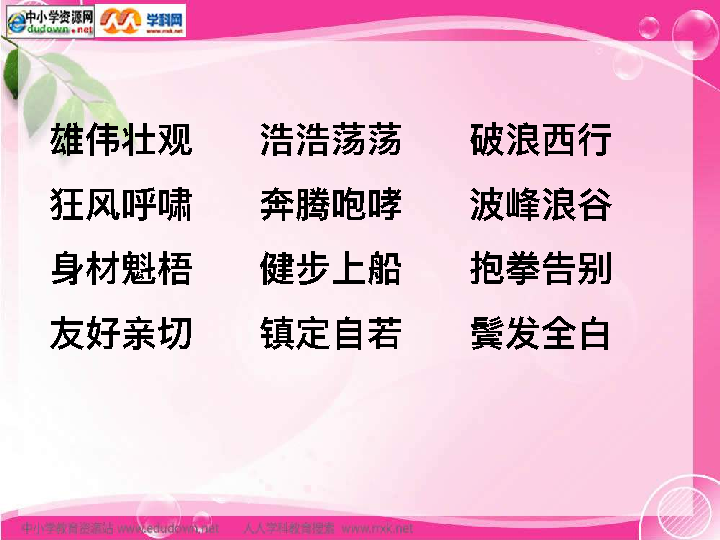 中小学资源网
dudown.net
学科网
www.nxk.net
雄伟壮观 浩浩荡荡 破浪西行
狂风呼啸 奔腾咆哮 波峰浪谷
身材魁梧 健步上船 抱拳告别
友好亲切 镇定自若 鬓发全白
中小学教育资源站 www.edudown.net 人人学科教育搜索 www.rrxk.net